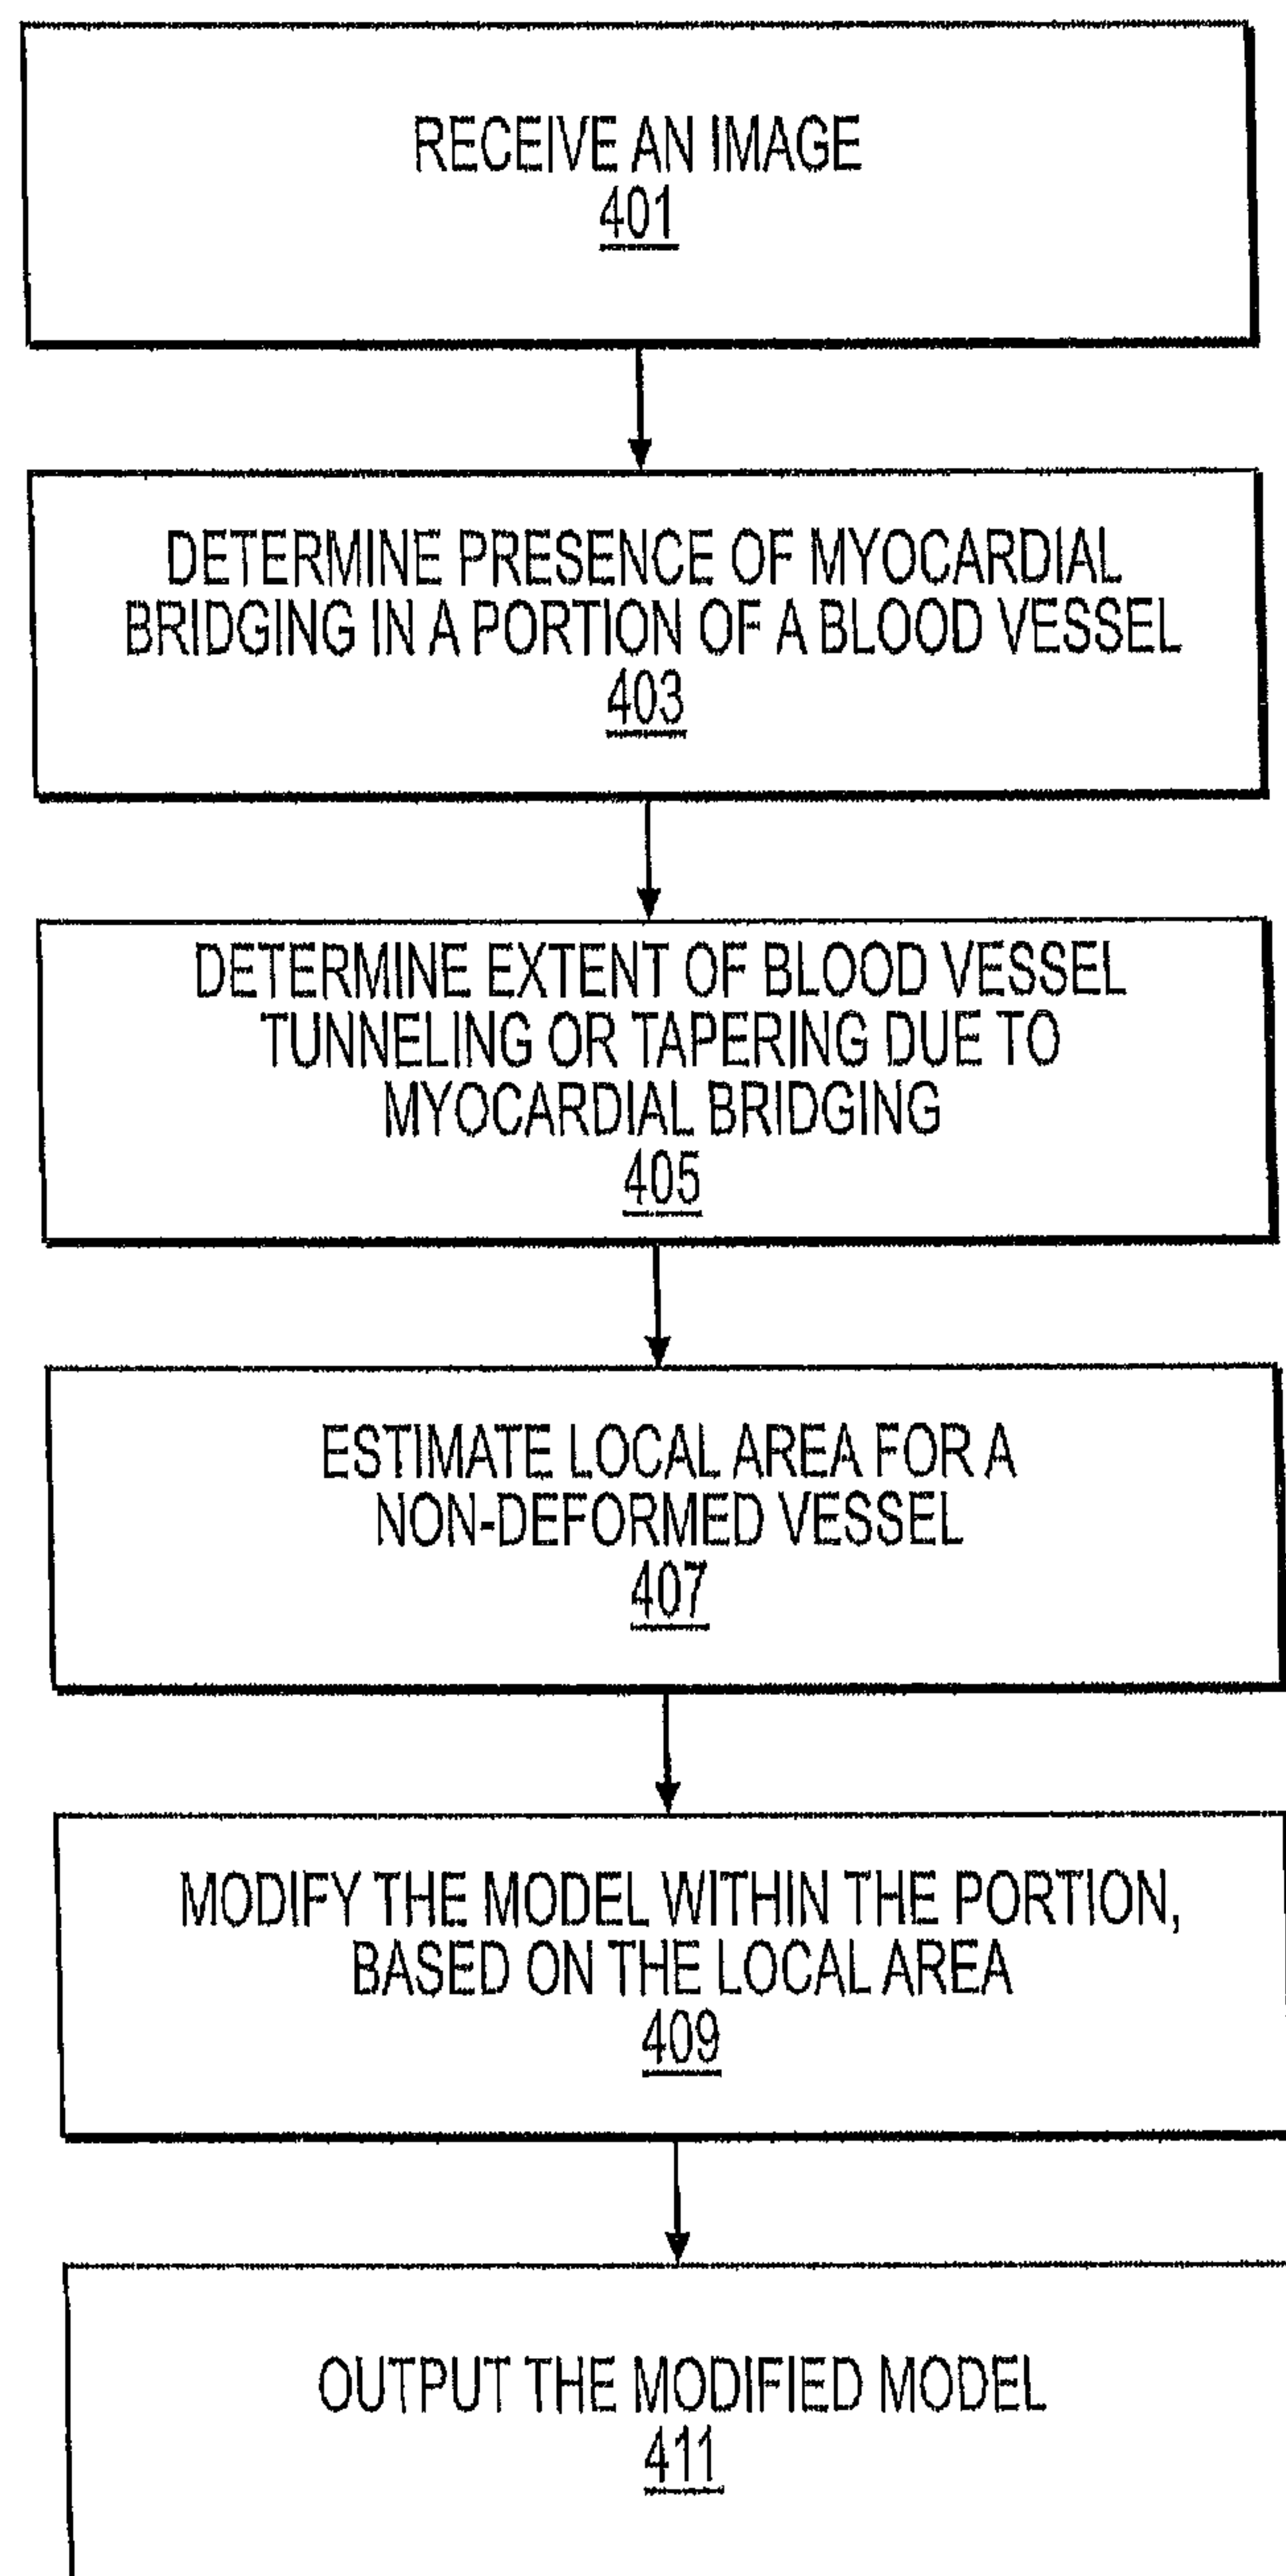 RECEIVE AN IMAGE
401
DETERMINE PRESENCE OF MYOCARDIAL
BRIDGING IN A PORTION OF A BLOOD VESSEL
403
DETERMINE EXTENT OF BLOOD VESSEL
TUNNELING OR TAPERING DUE TO
MYOCARDIAL BRIDGING
405
ESTIMATE LOCAL AREA FOR A
NON-DEFORMED VESSEL
407
MODIFY THE MODEL WITHIN THE PORTION,
BASED ON THE LOCAL AREA
409
OUTPUT THE MODIFIED MODEL
411